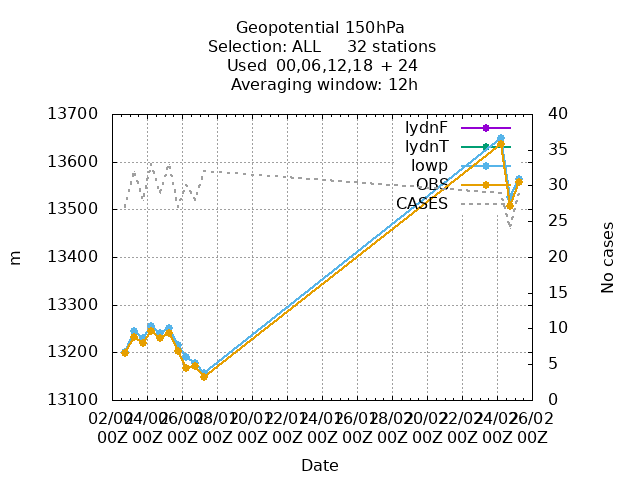 Geopotential 150hPa
Selection: ALL 32 stations
Used 00,06,12,18 + 24
Averaging window: 12h
13700
13600
13500
13400
13300
13200
13100
m
40
35
30
25
20
15
10
5
0
No cases
lydnF
lydnT
lowp
OBS
CASES
02/02 04/02 06/02 08/02 10/02 12/02 14/02 16/02 18/02 20/02 22/02 24/02 26/02
00Z 00Z 00Z 00Z 00Z 00Z 00Z 00Z 00Z 00Z 00Z 00Z 00Z
Date